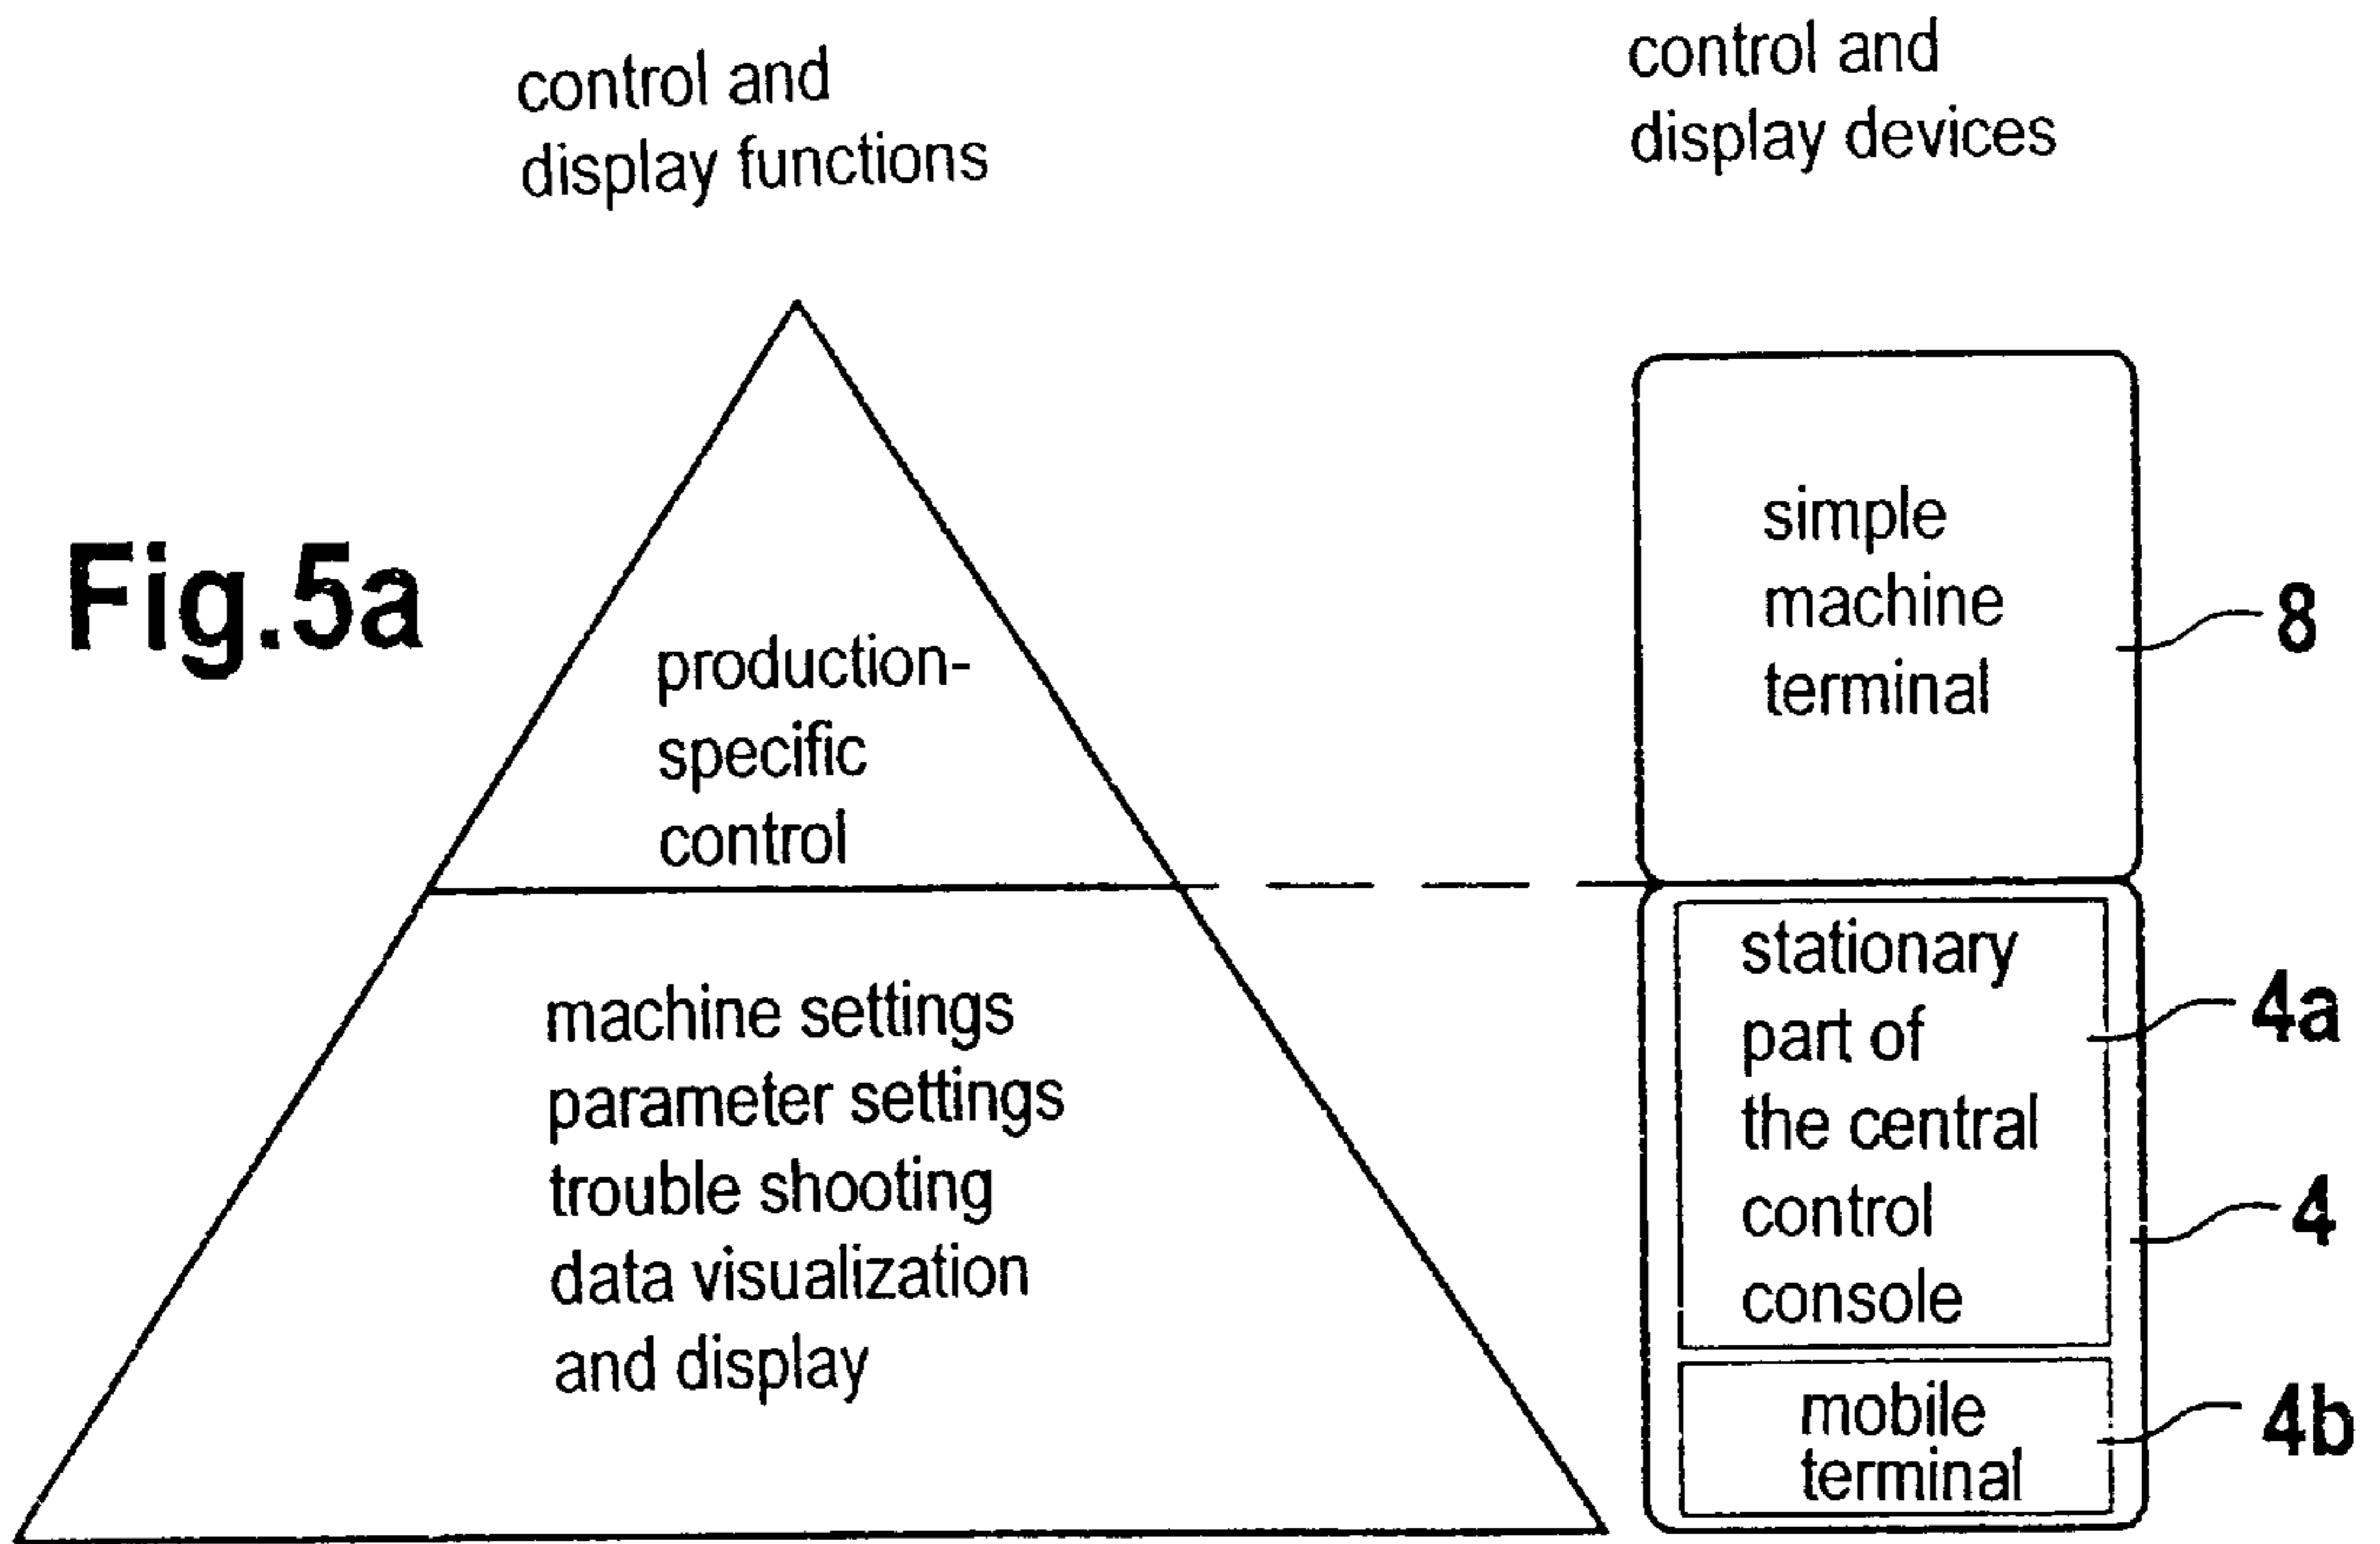 control and
display functions
control and
display devices
Fig.5a
production-
specific
control
machine settings
parameter settings
trouble shooting
data visualization
and display
simple
machine
terminal
8
stationary
part of
the central
control
console
4a
4
mobile
terminal
4b